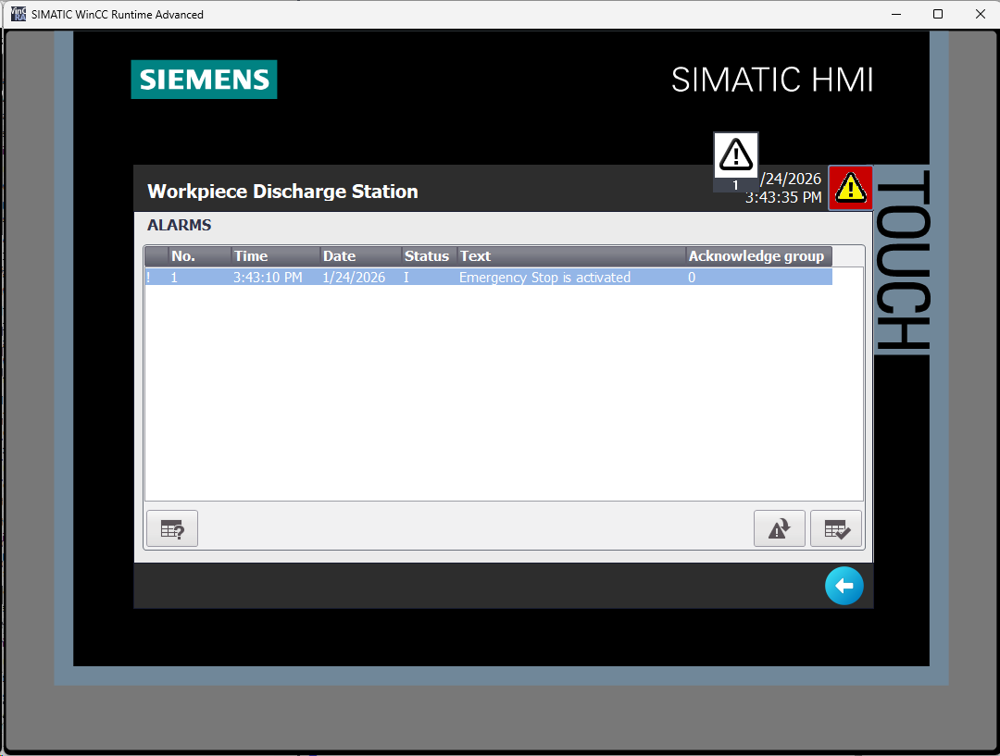 SIMATIC WinCC Runtime Advanced
SIEMENS
SIMATIC HMI
TOUCH
1
Workpiece Discharge Station
/24/2026
3:43:35 PM
ALARMS
No. Time Date Status Text Acknowledge group
! 1 3:43:10 PM 1/24/2026 I Emergency Stop is activated 0